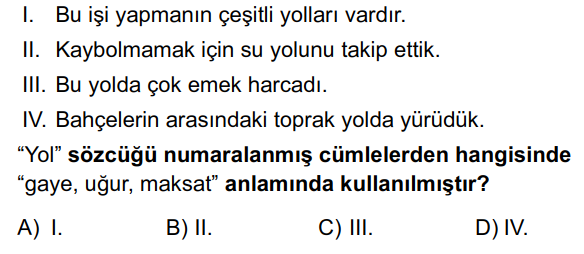 I. Bu işi yapmanın çeşitli yolları vardır.
II. Kaybolmamak için su yolunu takip ettik.
III. Bu yolda çok emek harcadı.
IV. Bahçelerin arasındaki toprak yolda yürüdük.
“Yol” sözcüğü numaralanmış cümlelerden hangisinde
“gaye, uğur, maksat” anlamında kullanılmıştır?
A) I. B) II. C) III. D) IV.